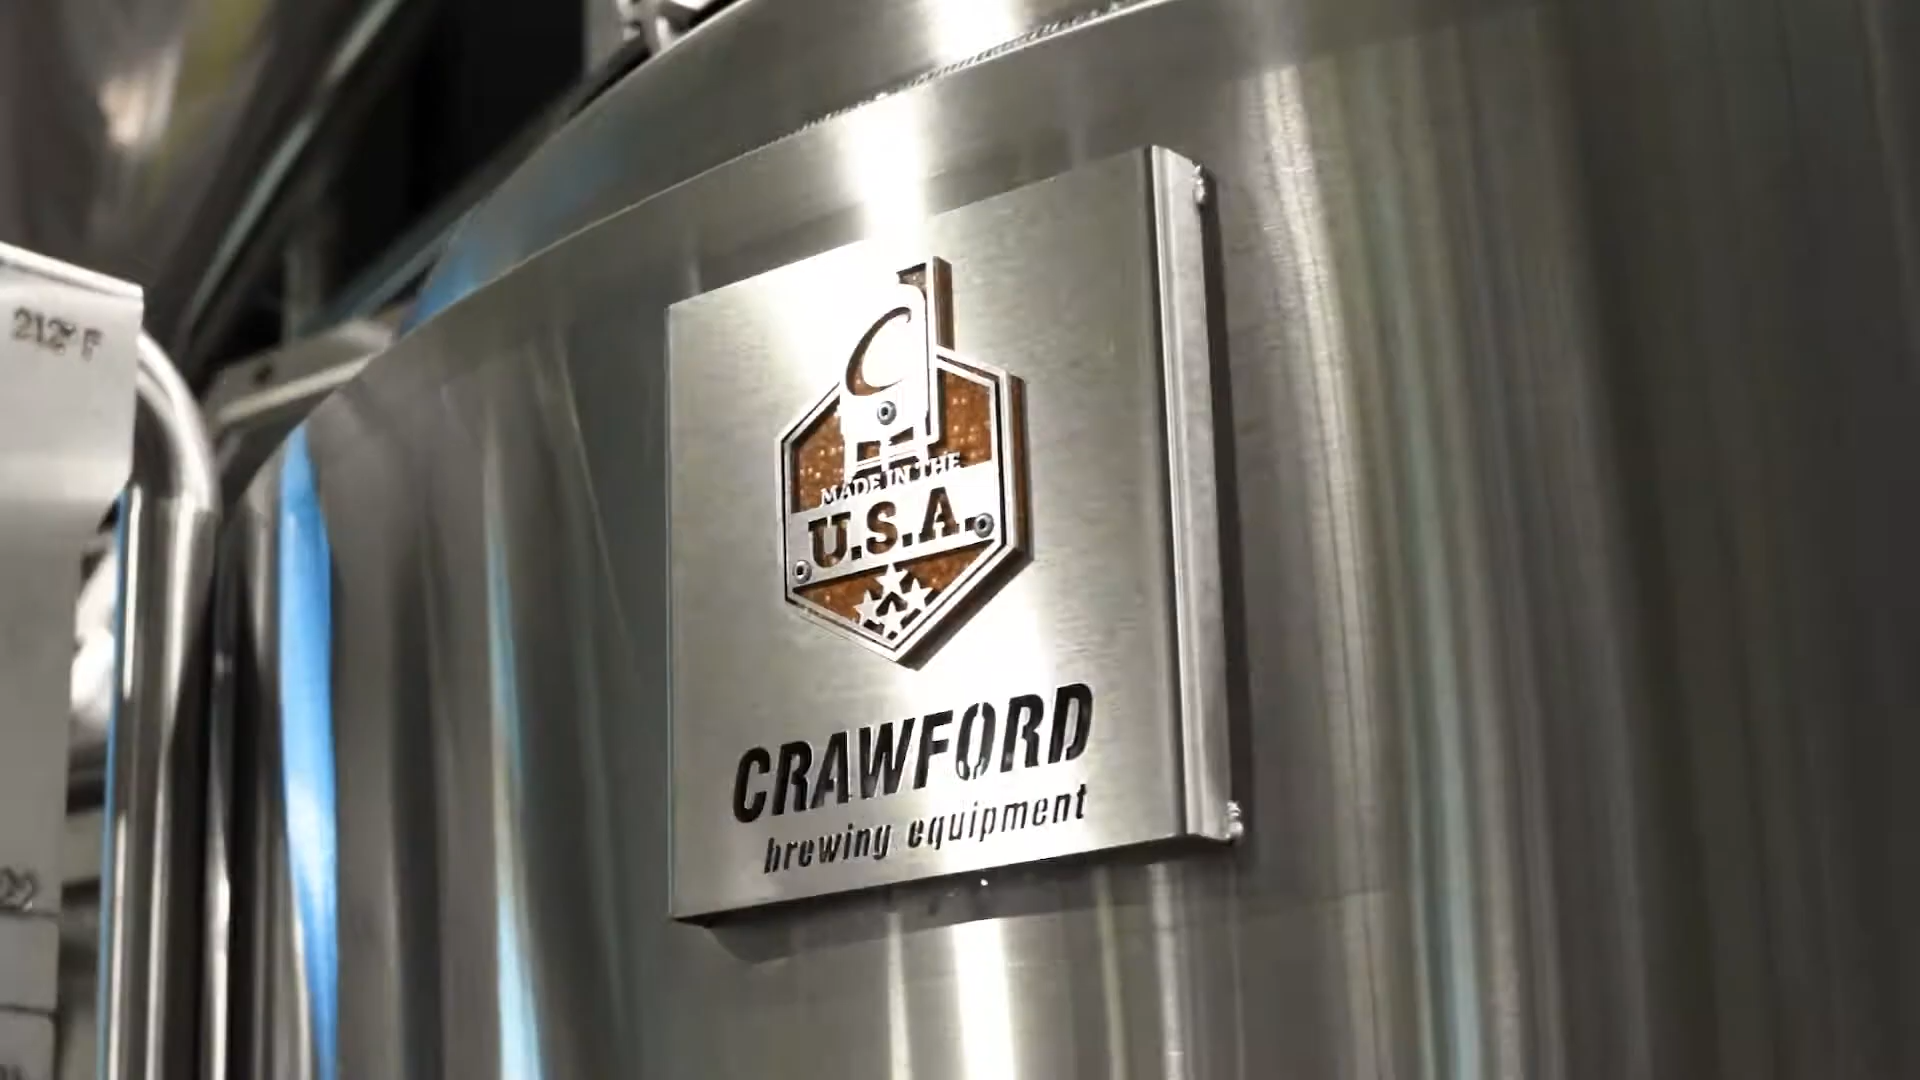 212° F
C
MADE IN THE
U.S.A.
CRAWFORD
brewing equipment